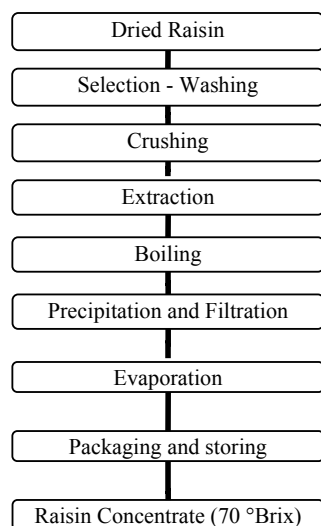 Dried Raisin
Selection - Washing
Crushing
Extraction
Boiling
Precipitation and Filtration
Evaporation
Packaging and storing
Raisin Concentrate (70 °Brix)